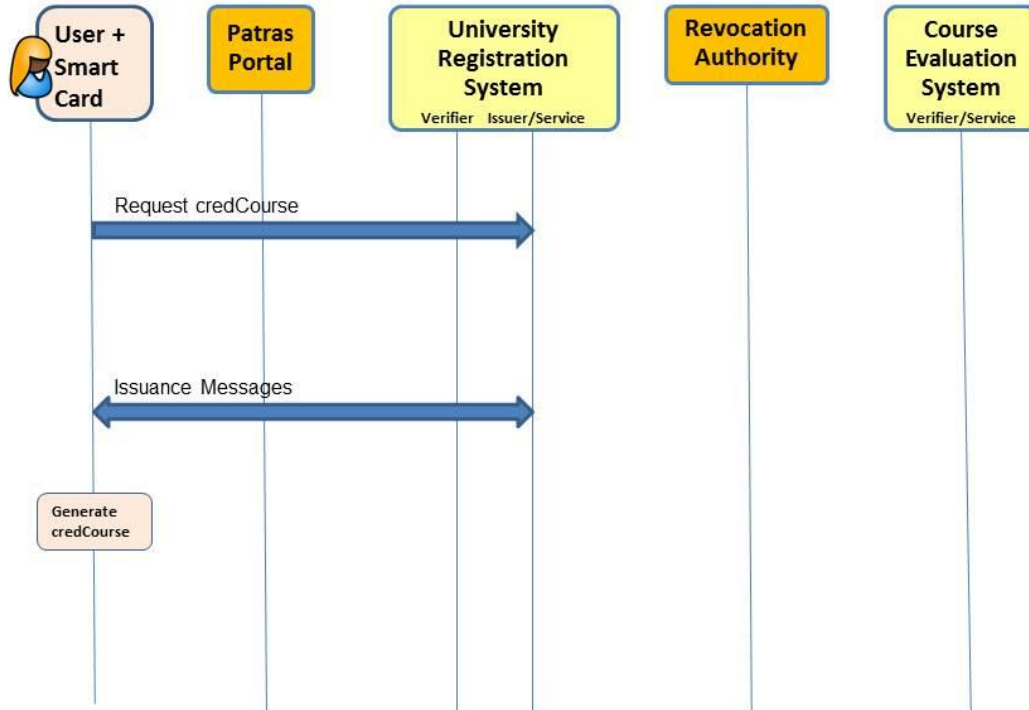 User +
Smart
Card
Patras
Portal
University
Registration
System
Verifier Issuer/Service
Revocation
Authority
Course
Evaluation
System
Verifier/Service
Request credCourse
Issuance Messages
Generate
credCourse